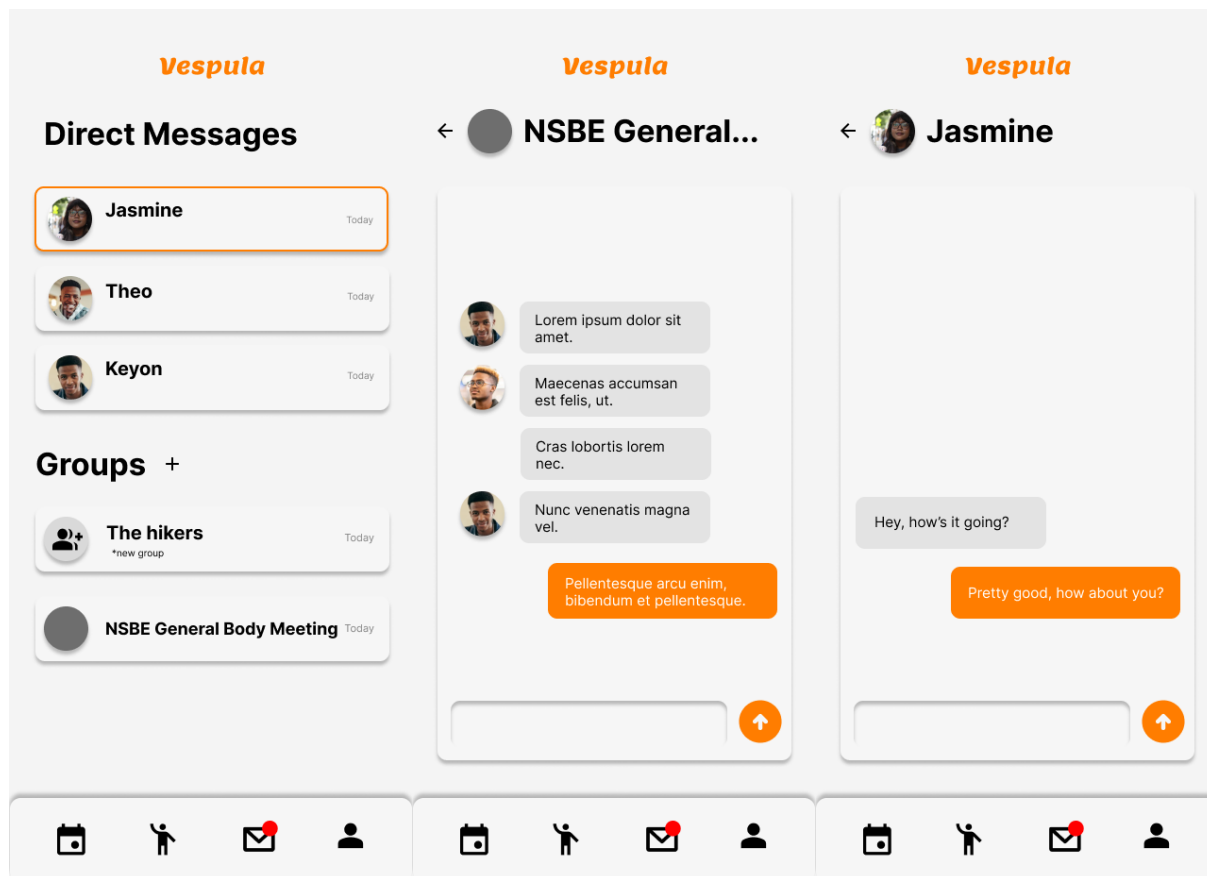 Vespula
Direct Messages
Jasmine
Today
Theo
Today
Keyon
Today
Groups +
The hikers
*new group
Today
NSBE General Body Meeting
Today
Vespula
NSBE General...
Lorem ipsum dolor sit
amet.
Maecenas accumsan
est felis, ut.
Cras lobortis lorem
nec.
Nunc venenatis magna
vel.
Pellentesque arcu enim,
bibendum et pellentesque.
Vespula
Jasmine
Hey, how’s it going?
Pretty good, how about you?